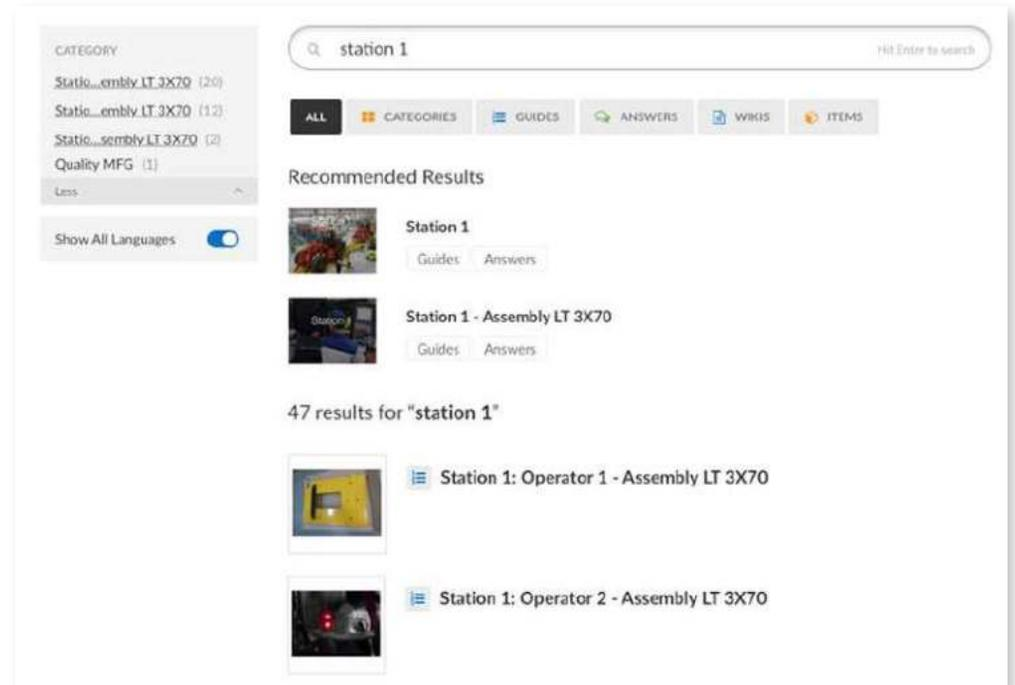 CATEGORY
Statio...embly LT 3X70 (20)
Statio...embly LT 3X70 (12)
Statio...sembly LT 3X70 (2)
Quality MFG (1)
Less
Show All Languages
station 1
Hit Enter to search
ALL
CATEGORIES
GUIDES
ANSWERS
WIKIS
ITEMS
Recommended Results
Station 1
Guides Answers
Station 1
Station 1 - Assembly LT 3X70
Guides Answers
47 results for "station 1"
Station 1: Operator 1 - Assembly LT 3X70
Station 1: Operator 2 - Assembly LT 3X70